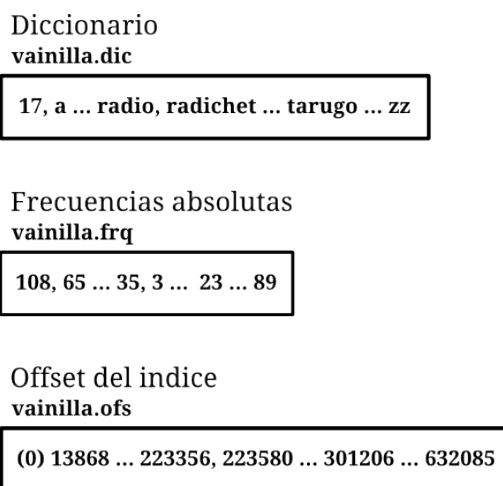 Diccionario
vainilla.dic
17, a ... radio, radichet ... tarugo ... zz
Frecuencias absolutas
vainilla.frq
108, 65 ... 35, 3 ... 23 ... 89
Offset del indice
vainilla.ofs
(0) 13868 ... 223356, 223580 ... 301206 ... 632085